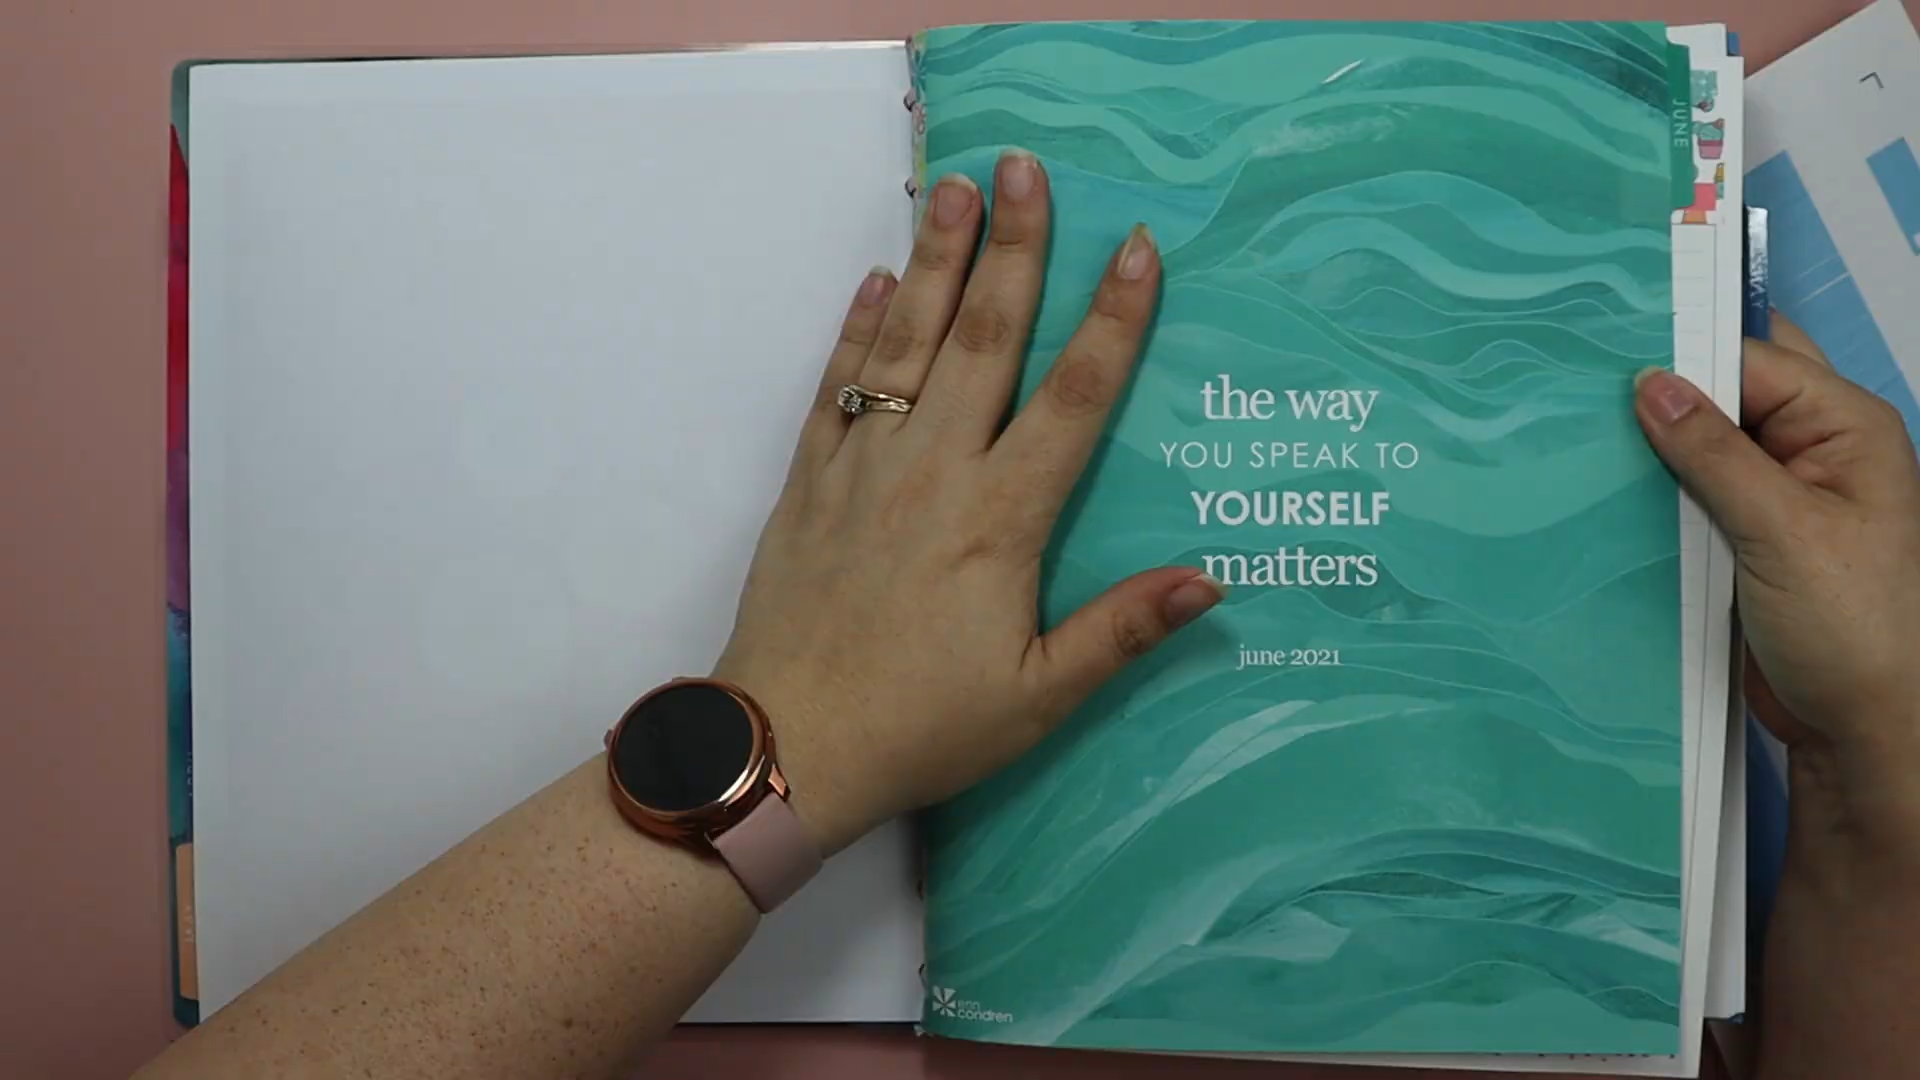 JUNE
the way
YOU SPEAK TO
YOURSELF
matters
june 2021
erin
condren